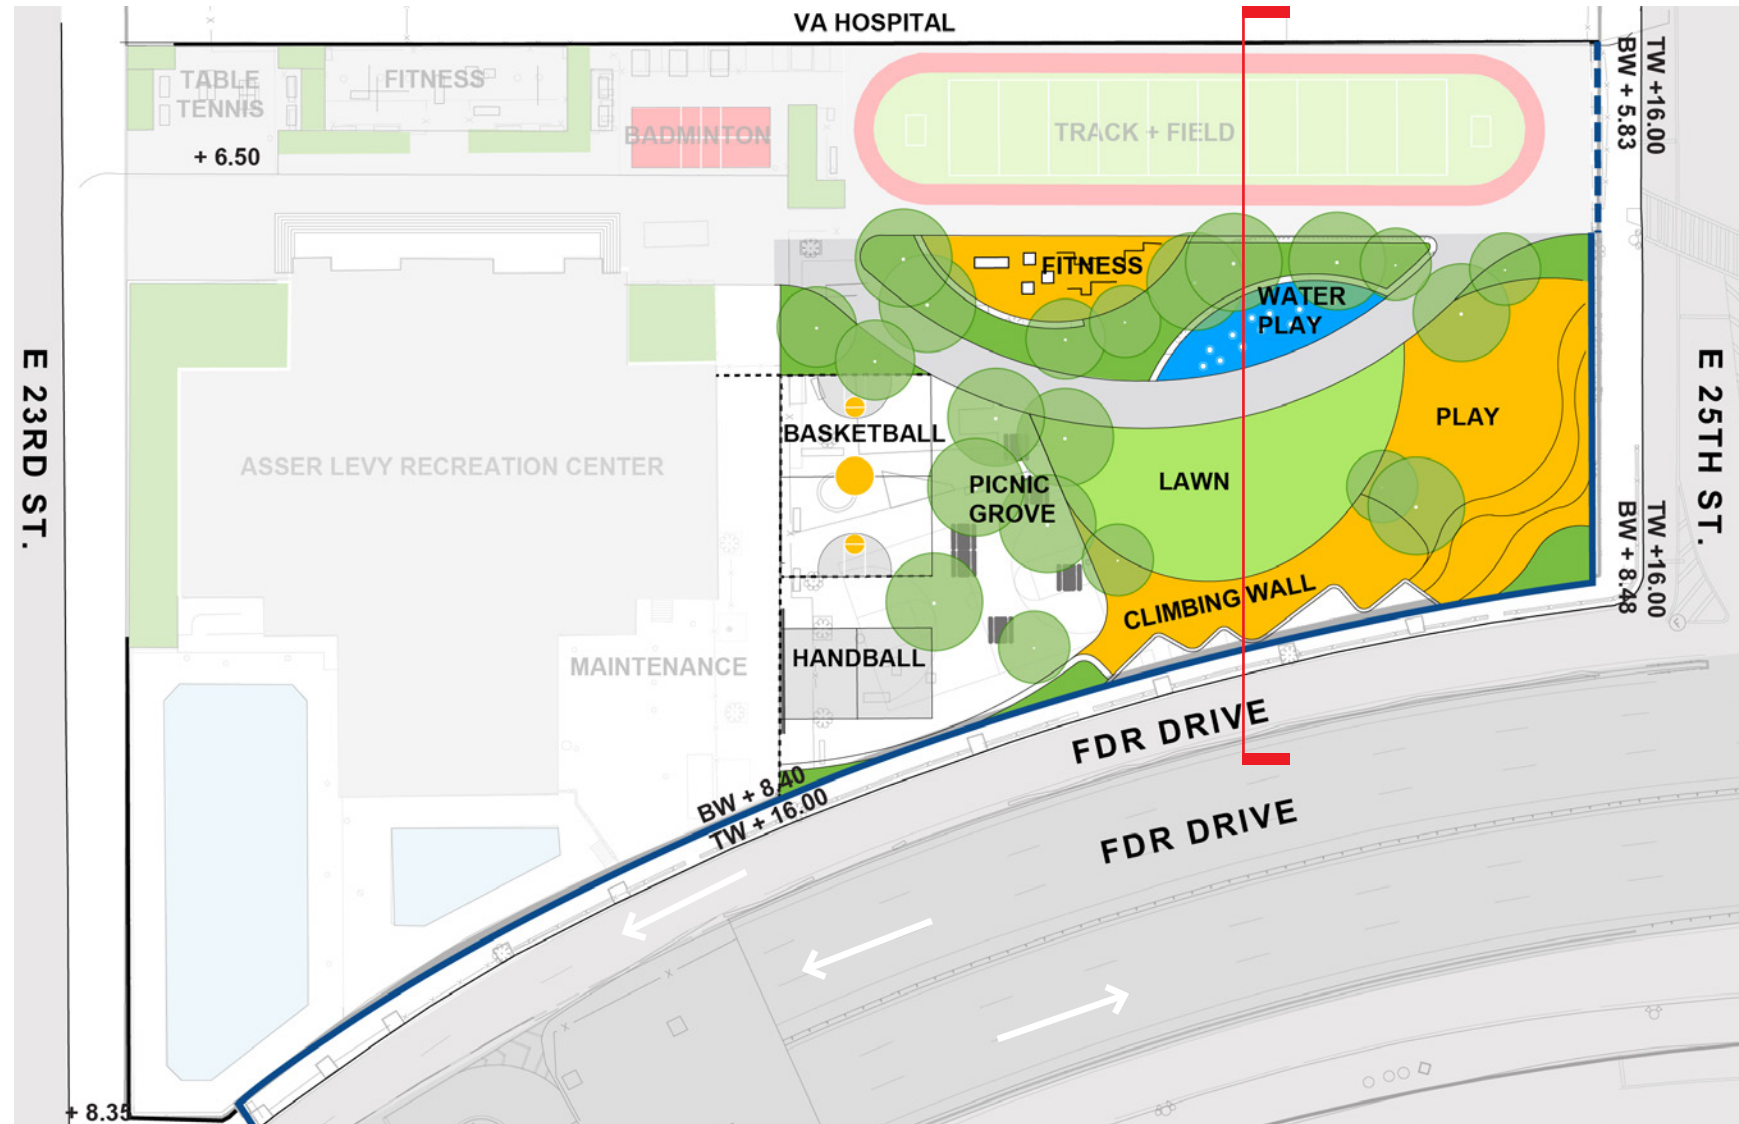 VA HOSPITAL
TABLE
TENNIS
FITNESS
BADMINTON
TRACK + FIELD
TW +16.00
BW + 5.83
+ 6.50
FITNESS
WATER
PLAY
E 23RD ST.
E 25TH ST.
PLAY
BASKETBALL
ASSER LEVY RECREATION CENTER
PICNIC
GROVE
LAWN
TW +16.00
BW + 8.48
CLIMBING WALL
HANDBALL
MAINTENANCE
FDR DRIVE
BW + 8.40
TW + 16.00
FDR DRIVE
+ 8.35